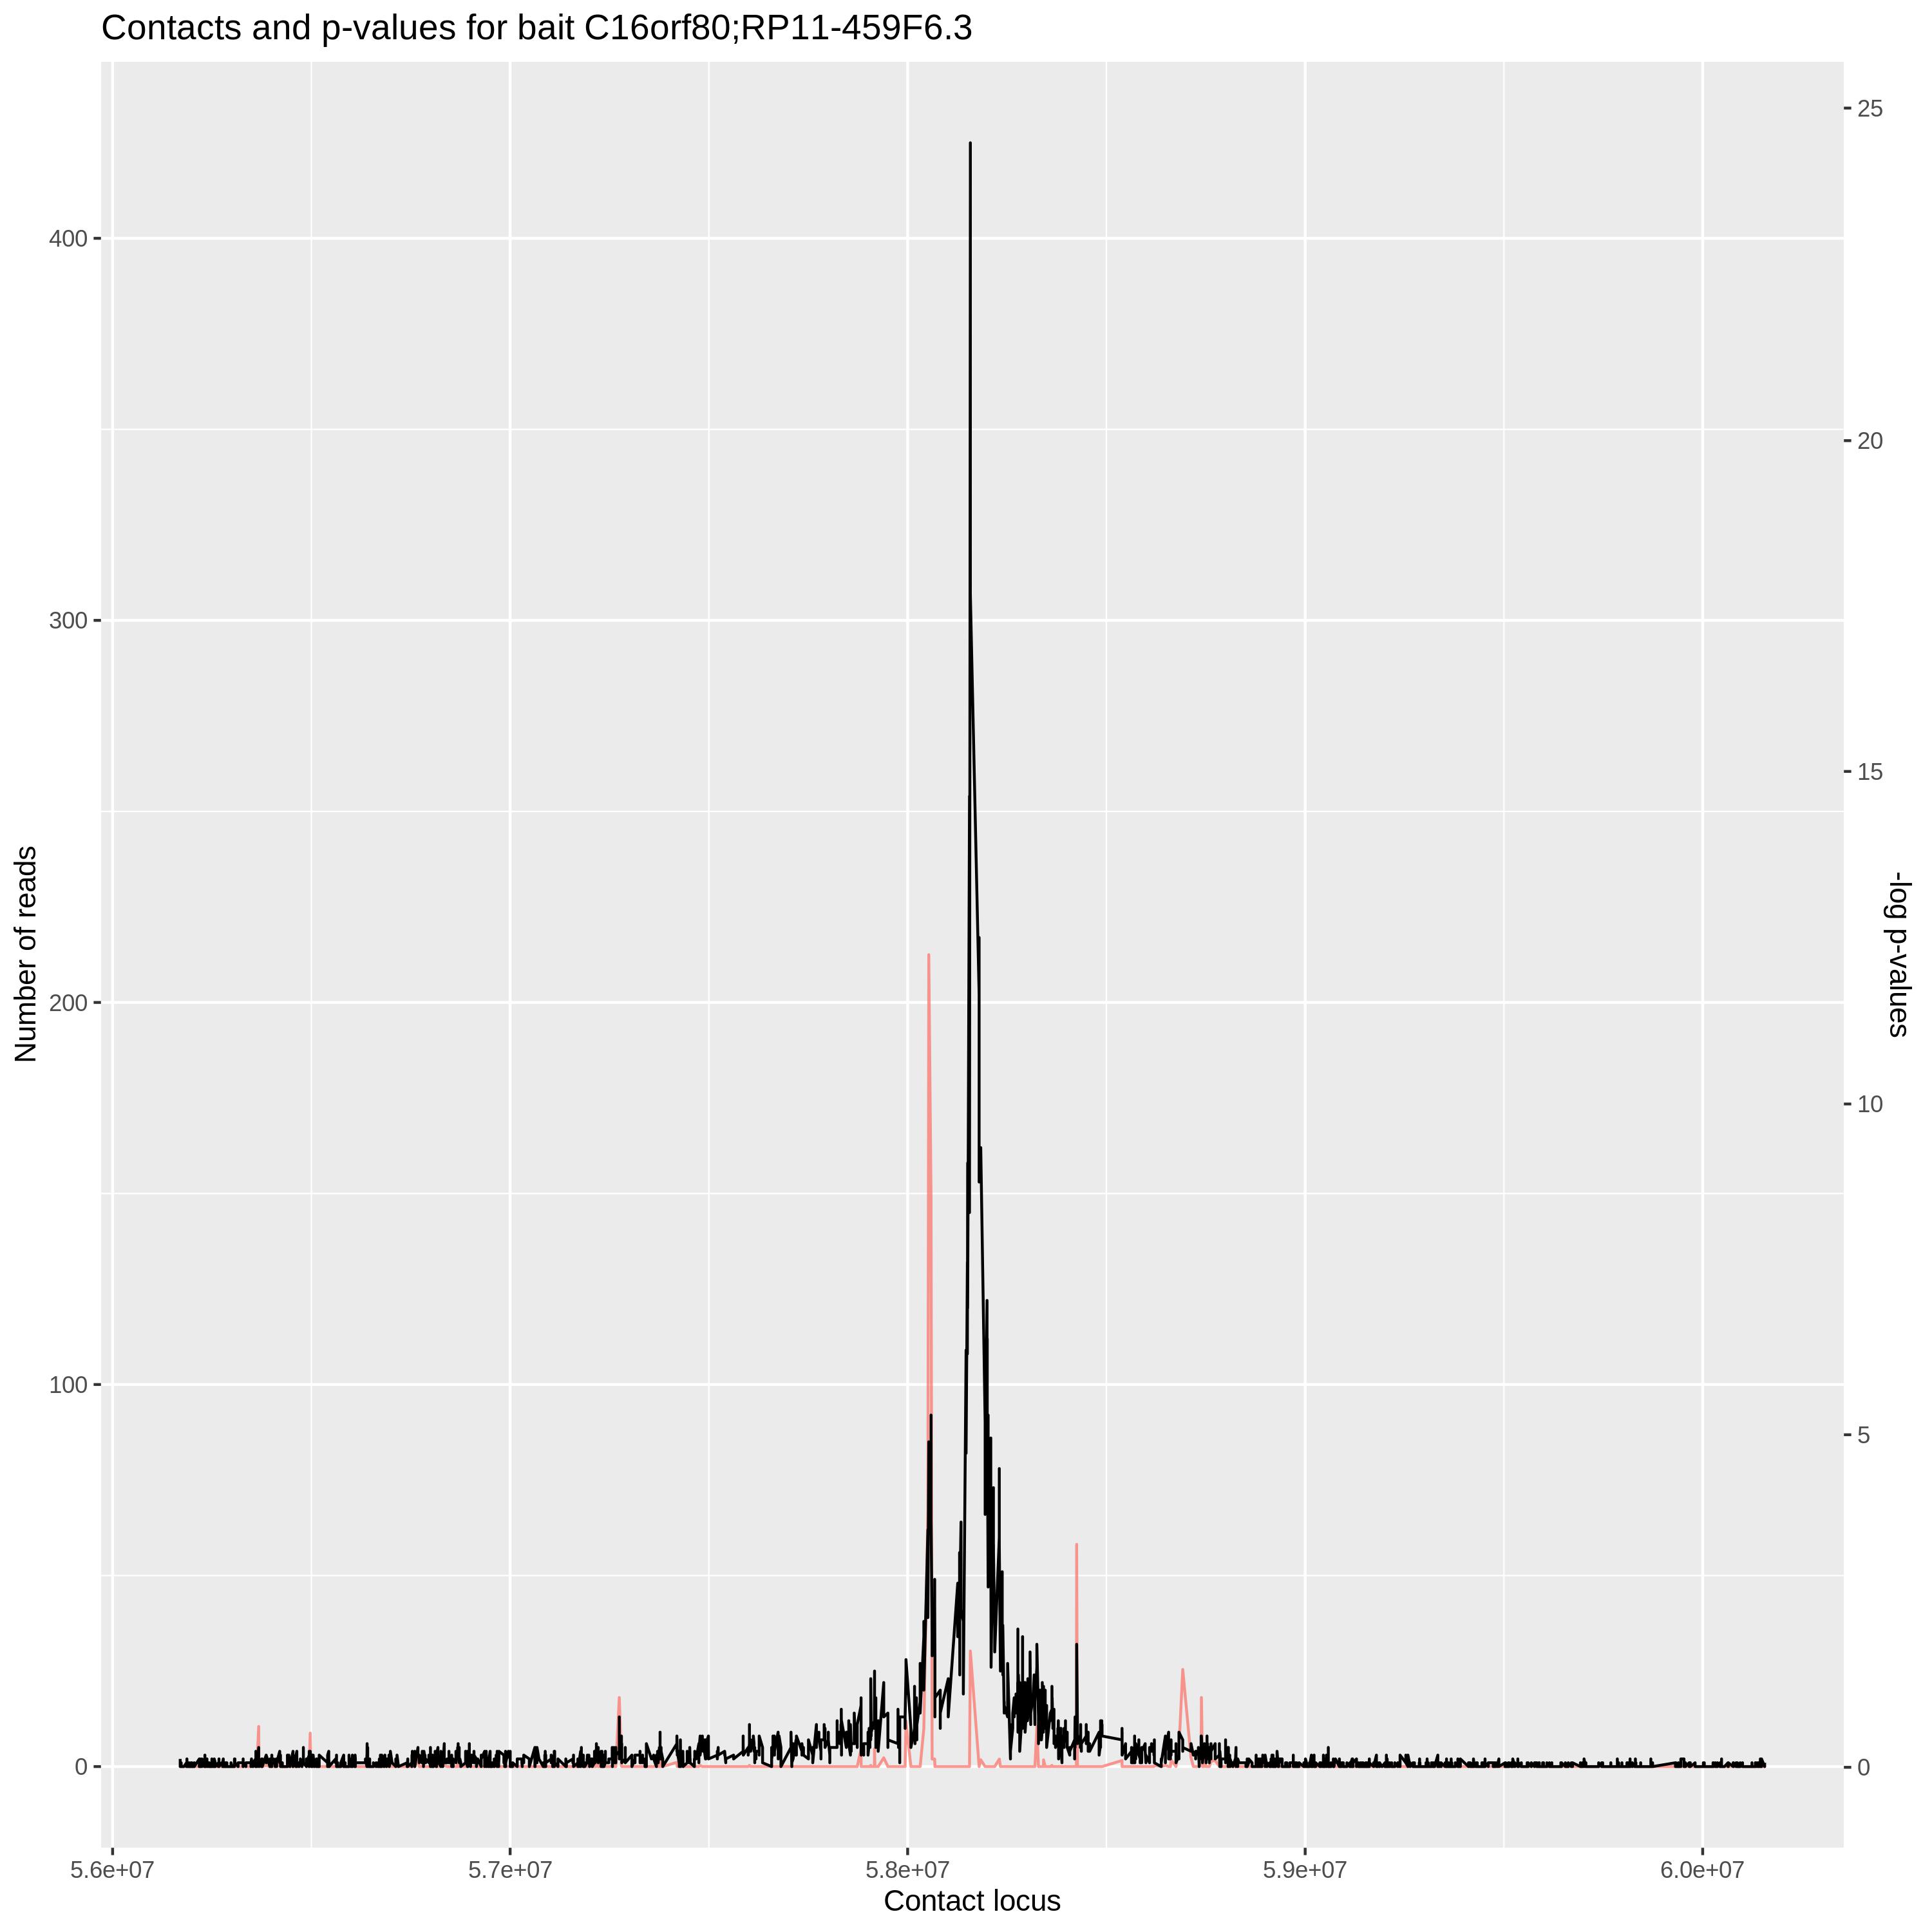 Contacts and p-values for bait C16orf80;RP11-459F6.3
25
400
20
300
15
Number of reads
-log p-values
200
10
100
5
0
0
5.6e+07
5.7e+07
5.8e+07
5.9e+07
6.0e+07
Contact locus